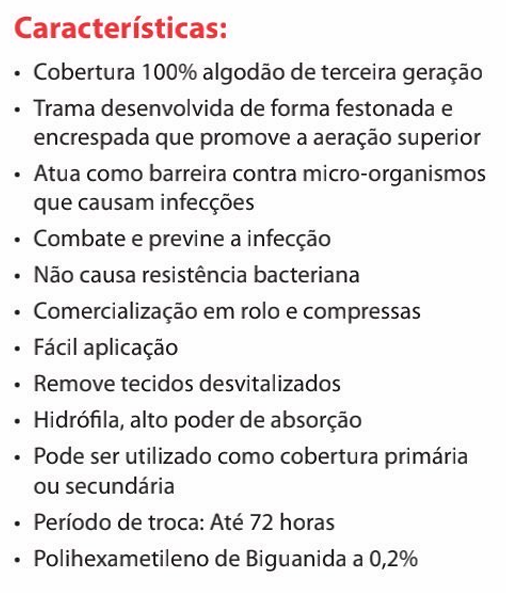 Características:
• Cobertura 100% algodão de terceira geração
• Trama desenvolvida de forma festonada e
encrespada que promove a aeração superior
• Atua como barreira contra micro-organismos
que causam infecções
• Combate e previne a infecção
• Não causa resistência bacteriana
• Comercialização em rolo e compressas
• Fácil aplicação
• Remove tecidos desvitalizados
• Hidrófila, alto poder de absorção
• Pode ser utilizado como cobertura primária
ou secundária
• Período de troca: Até 72 horas
• Polihexametileno de Biguanida a 0,2%